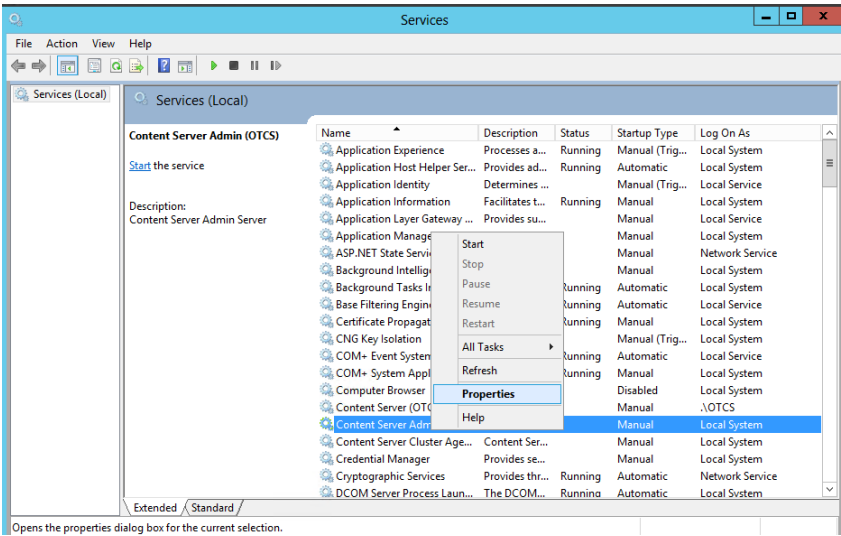 Services
File Action View Help
Services (Local)
Services (Local)
Content Server Admin (OTCS)
Start the service
Description:
Content Server Admin Server
Name Description Status Startup Type Log On As
Application Experience Processes a... Running Manual (Trig... Local System
Application Host Helper Ser... Provides ad... Running Automatic Local System
Application Identity Determines ... Manual (Trig... Local Service
Application Information Facilitates t... Running Manual Local System
Application Layer Gateway ... Provides su... Manual Local Service
Application Manage Manual Local System
ASP.NET State Servi Manual Network Service
Background Intellig Manual Local System
Background Tasks I Running Automatic Local System
Base Filtering Engin Running Automatic Local Service
Certificate Propagat Running Manual Local System
CNG Key Isolation Manual (Trig... Local System
COM+ Event System Running Automatic Local Service
COM+ System Appl Running Manual Local System
Computer Browser Disabled Local System
Content Server (OTC Manual .\OTCS
Content Server Adm Manual Local System
Content Server Cluster Age... Content Ser... Manual Local System
Credential Manager Provides se... Manual Local System
Cryptographic Services Provides thr... Running Automatic Network Service
DCOM Server Process Laun... The DCOM... Running Automatic Local System
Start
Stop
Pause
Resume
Restart
All Tasks
Refresh
Properties
Help
Extended Standard
Opens the properties dialog box for the current selection.